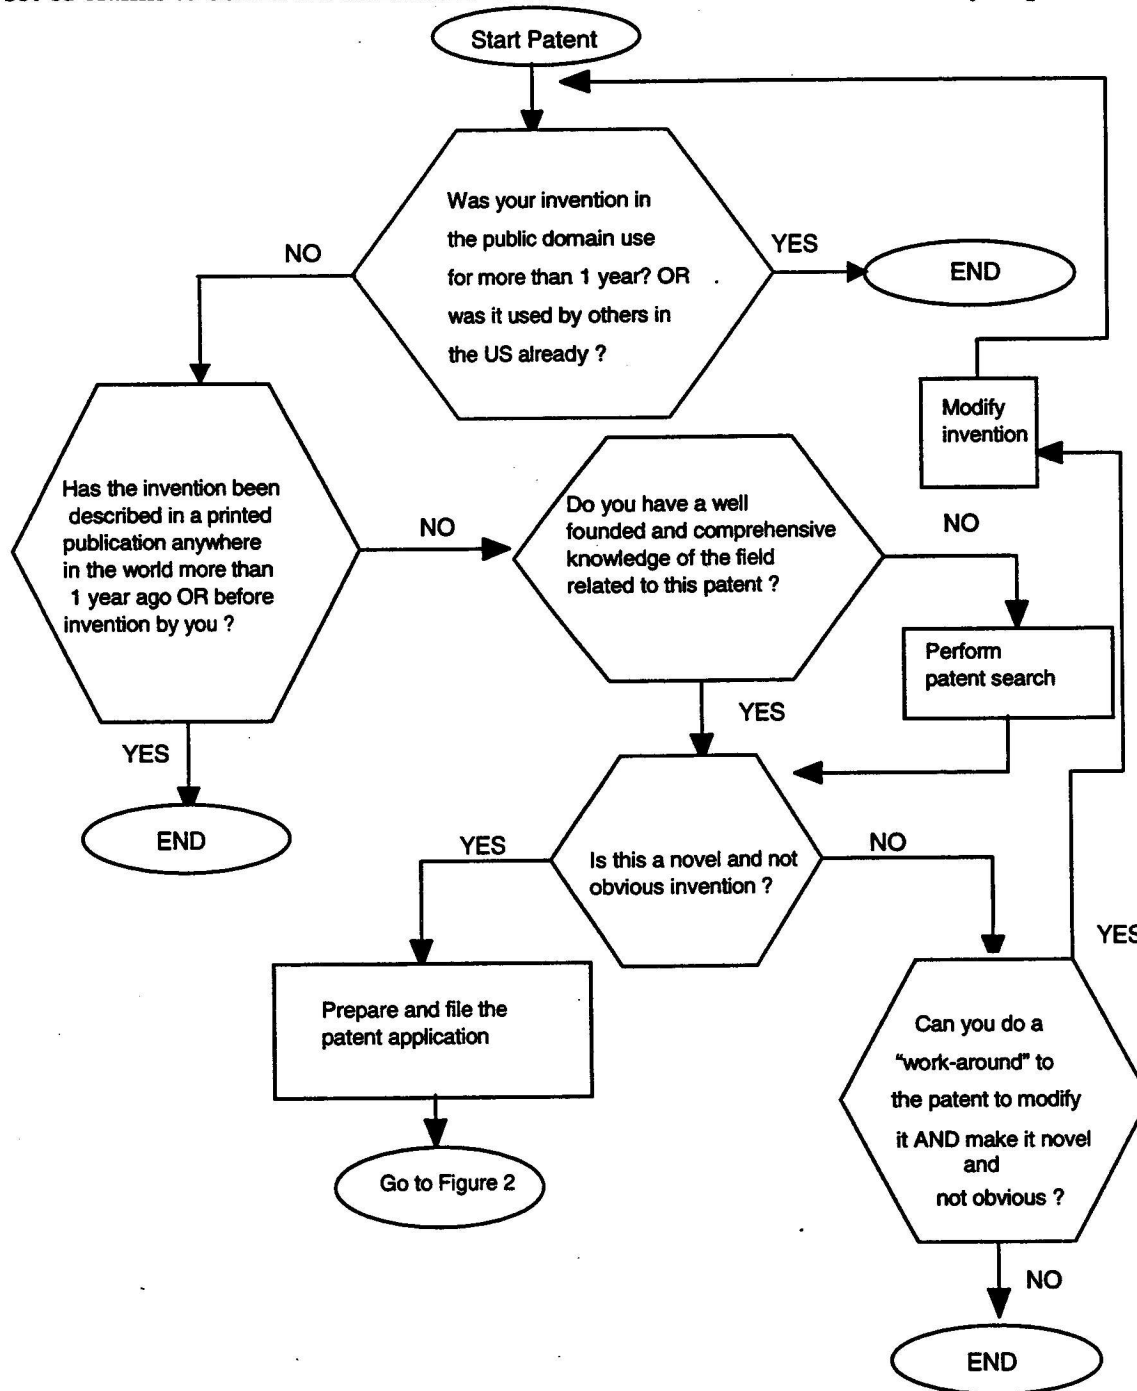 Start Patent
Was your invention in
the public domain use
for more than 1 year? OR
was it used by others in
the US already ?
NO
YES
END
Modify
invention
Has the invention been
described in a printed
publication anywhere
in the world more than
1 year ago OR before
invention by you ?
NO
Do you have a well
founded and comprehensive
knowledge of the field
related to this patent ?
NO
Perform
patent search
YES
YES
END
YES
Is this a novel and not
obvious invention ?
NO
YES
Prepare and file the
patent application
Can you do a
"work-around" to
the patent to modify
it AND make it novel
and
not obvious ?
Go to Figure 2
NO
END